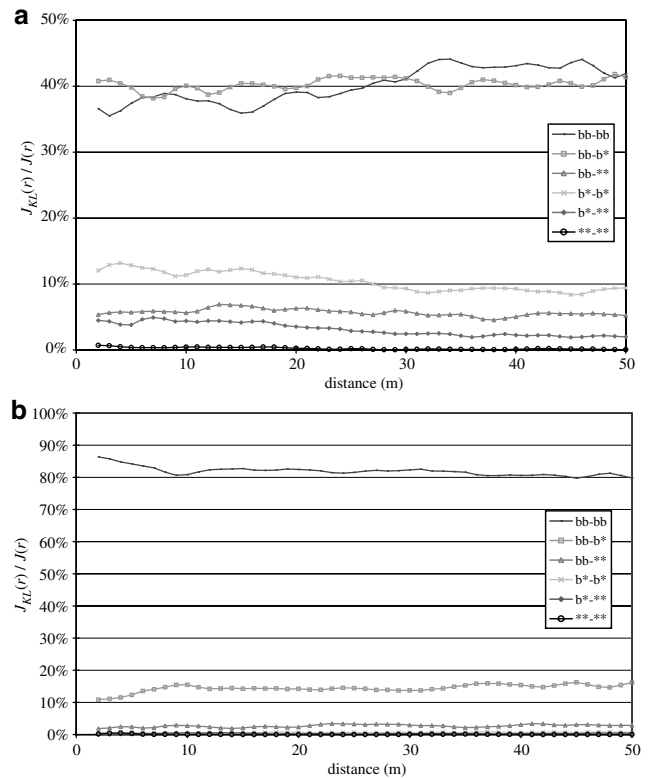 a
50%
40%
30%
20%
10%
0%
J_KL(r) / J(r)
bb-bb
bb-b*
bb-**
b*-b*
b*-**
**-**
0 10 20 30 40 50
distance (m)
b
100%
90%
80%
70%
60%
50%
40%
30%
20%
10%
0%
J_KL(r) / J(r)
bb-bb
bb-b*
bb-**
b*-b*
b*-**
**-**
0 10 20 30 40 50
distance (m)